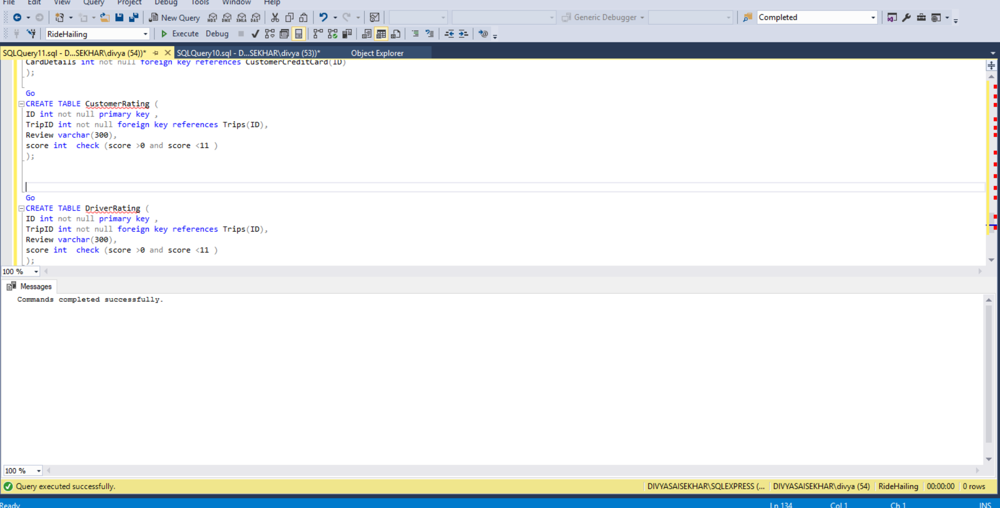 File Edit View Query Project Debug Tools Window Help
New Query MDX DMX XMLA DAX Generic Debugger Completed
RideHailing Execute Debug
SQLQuery11.sql - D...SEKHAR\divya (54))* SQLQuery10.sql - D...SEKHAR\divya (53))* Object Explorer
CardDetails int not null foreign key references CustomerCreditCard(ID)
);
Go
CREATE TABLE CustomerRating (
ID int not null primary key ,
TripID int not null foreign key references Trips(ID),
Review varchar(300),
score int  check (score >0 and score <11 )
);
Go
CREATE TABLE DriverRating (
ID int not null primary key ,
TripID int not null foreign key references Trips(ID),
Review varchar(300),
score int  check (score >0 and score <11 )
);
100 %
Messages
Commands completed successfully.
100 %
Query executed successfully. DIVYASAISEKHAR\SQLEXPRESS (... DIVYASAISEKHAR\divya (54) RideHailing 00:00:00 0 rows
Ready Ln 134 Col 1 Ch 1 INS